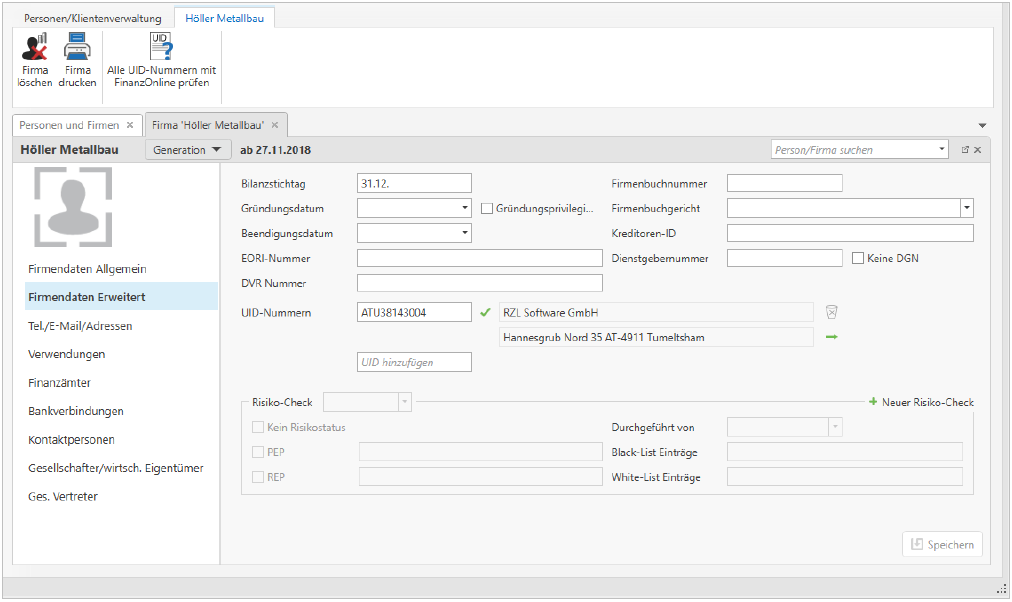 Personen/Klientenverwaltung Höller Metallbau
UID
Firma löschen
Firma drucken
Alle UID-Nummern mit FinanzOnline prüfen
Personen und Firmen Firma 'Höller Metallbau'
Höller Metallbau Generation ab 27.11.2018 Person/Firma suchen
Firmendaten Allgemein
Firmendaten Erweitert
Tel./E-Mail/Adressen
Verwendungen
Finanzämter
Bankverbindungen
Kontaktpersonen
Gesellschafter/wirtsch. Eigentümer
Ges. Vertreter
Bilanzstichtag 31.12. Firmenbuchnummer
Gründungsdatum Gründungsprivilegi... Firmenbuchgericht
Beendigungsdatum Kreditoren-ID
EORI-Nummer Dienstgebernummer Keine DGN
DVR Nummer
UID-Nummern ATU38143004 RZL Software GmbH
Hannesgrub Nord 35 AT-4911 Tumeltsham
UID hinzufügen
Risiko-Check Neuer Risiko-Check
Kein Risikostatus Durchgeführt von
PEP Black-List Einträge
REP White-List Einträge
Speichern